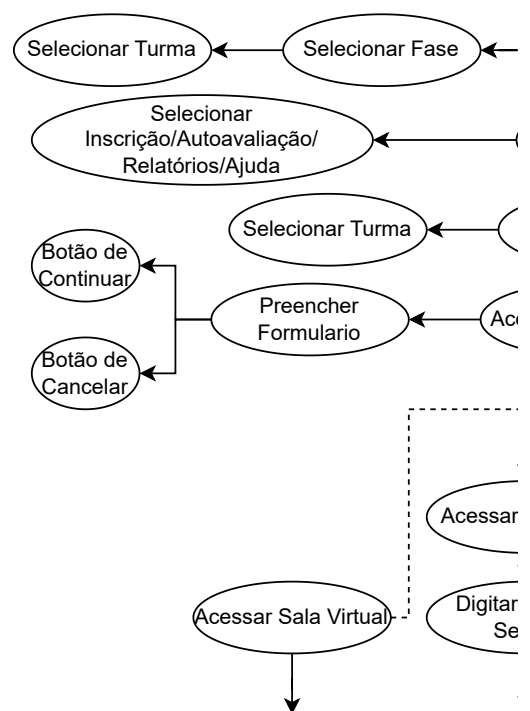 Selecionar Turma
Selecionar Fase
Selecionar
Inscrição/Autoavaliação/
Relatórios/Ajuda
Selecionar Turma
Botão de
Continuar
Preencher
Formulario
Botão de
Cancelar
Acessar
Acessar Sala Virtual
Digitar